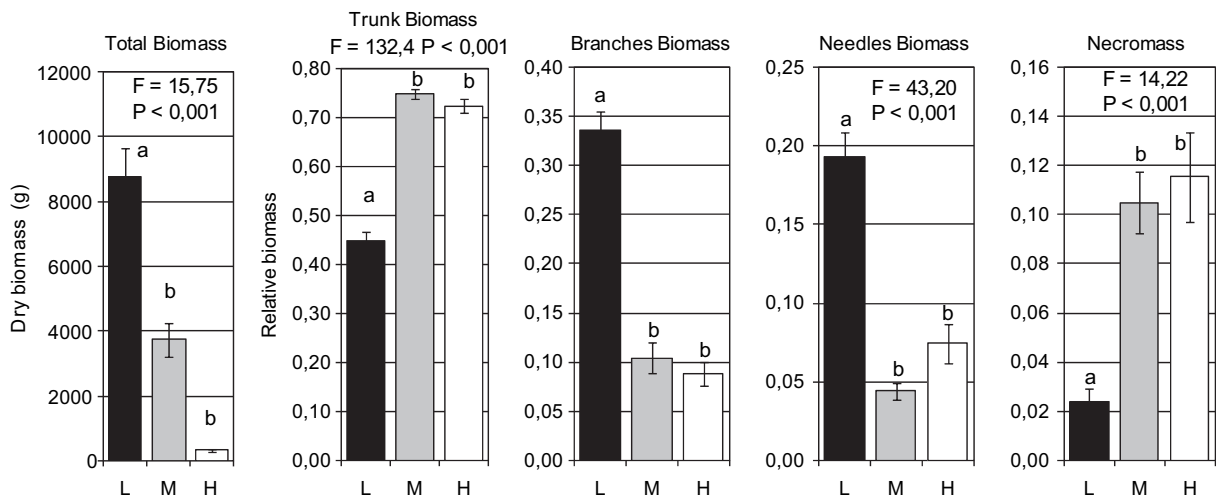 Total Biomass
F = 15,75
P < 0,001
Dry biomass (g)
12000
10000
8000
6000
4000
2000
0
a
b
b
L M H
Trunk Biomass
F = 132,4 P < 0,001
Relative biomass
0,80
0,70
0,60
0,50
0,40
0,30
0,20
0,10
0,00
a
b
b
L M H
Branches Biomass
0,40
0,35
0,30
0,25
0,20
0,15
0,10
0,05
0,00
a
b
b
L M H
Needles Biomass
F = 43,20
P < 0,001
0,25
0,20
0,15
0,10
0,05
0,00
a
b
b
L M H
Necromass
F = 14,22
P < 0,001
0,16
0,14
0,12
0,10
0,08
0,06
0,04
0,02
0,00
a
b
b
L M H